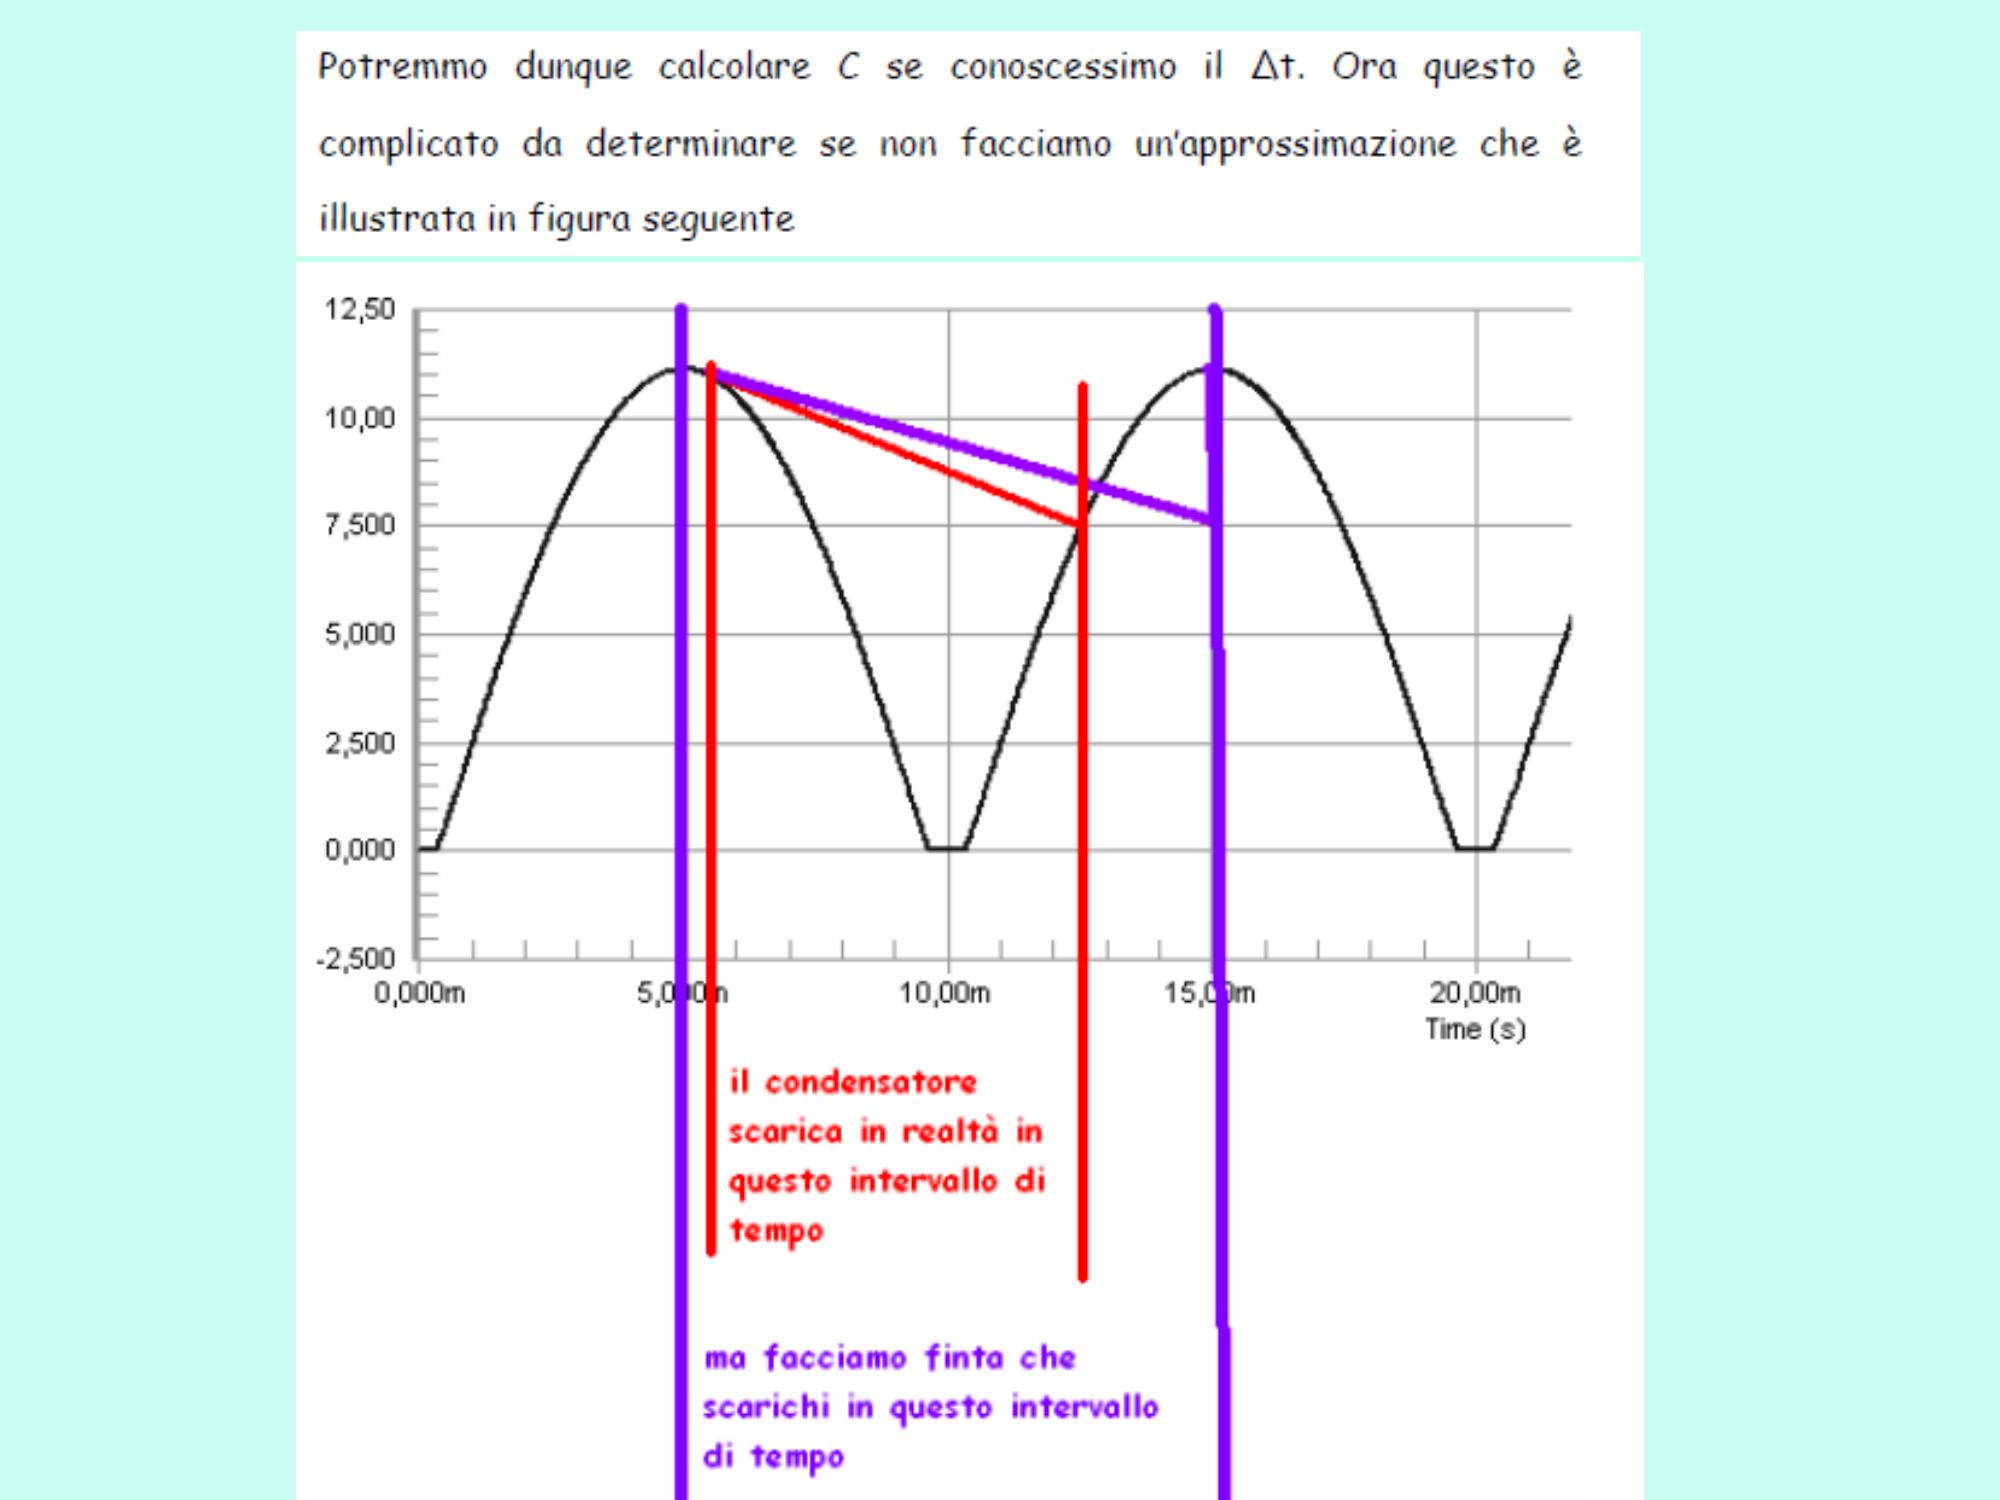 Potremmo dunque calcolare C se conoscessimo il Δt. Ora questo è
complicato da determinare se non facciamo un'approssimazione che è
illustrata in figura seguente
12,50
10,00
7,500
5,000
2,500
0,000
-2,500
0,000m 5,000m 10,00m 15,00m 20,00m
Time (s)
il condensatore
scarica in realtà in
questo intervallo di
tempo
ma facciamo finta che
scarichi in questo intervallo
di tempo